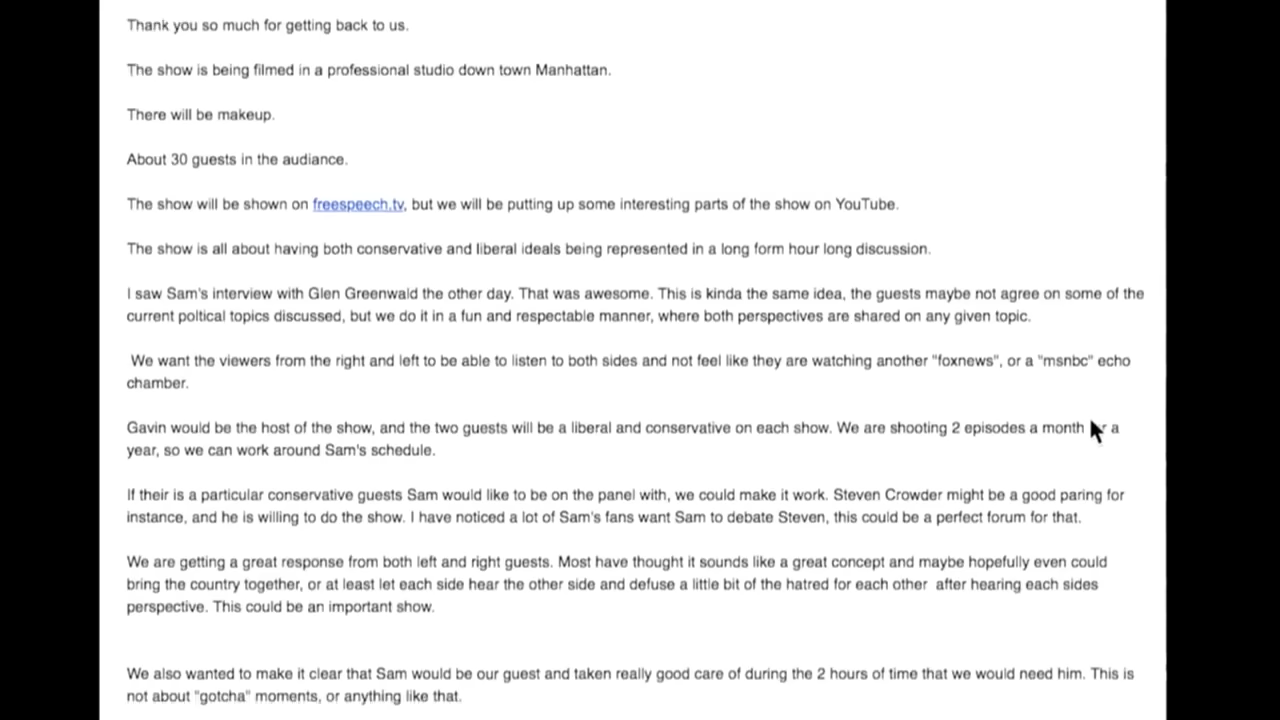 Thank you so much for getting back to us.
The show is being filmed in a professional studio down town Manhattan.
There will be makeup.
About 30 guests in the audiance.
The show will be shown on freespeech.tv, but we will be putting up some interesting parts of the show on YouTube.
The show is all about having both conservative and liberal ideals being represented in a long form hour long discussion.
I saw Sam's interview with Glen Greenwald the other day. That was awesome. This is kinda the same idea, the guests maybe not agree on some of the
current poltical topics discussed, but we do it in a fun and respectable manner, where both perspectives are shared on any given topic.
We want the viewers from the right and left to be able to listen to both sides and not feel like they are watching another "foxnews", or a "msnbc" echo
chamber.
Gavin would be the host of the show, and the two guests will be a liberal and conservative on each show. We are shooting 2 episodes a month a
year, so we can work around Sam's schedule.
If their is a particular conservative guests Sam would like to be on the panel with, we could make it work. Steven Crowder might be a good paring for
instance, and he is willing to do the show. I have noticed a lot of Sam's fans want Sam to debate Steven, this could be a perfect forum for that.
We are getting a great response from both left and right guests. Most have thought it sounds like a great concept and maybe hopefully even could
bring the country together, or at least let each side hear the other side and defuse a little bit of the hatred for each other after hearing each sides
perspective. This could be an important show.
We also wanted to make it clear that Sam would be our guest and taken really good care of during the 2 hours of time that we would need him. This is
not about "gotcha" moments, or anything like that.